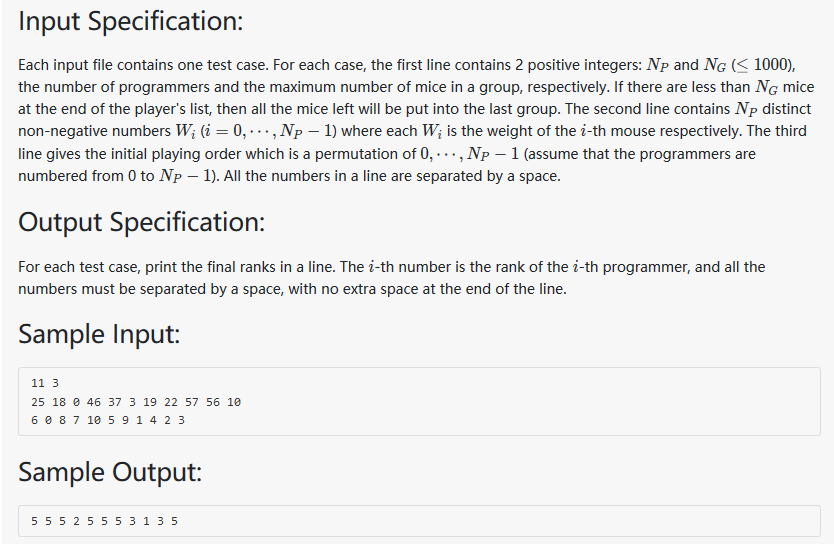 Input Specification:
Each input file contains one test case. For each case, the first line contains 2 positive integers: N_P and N_G (≤ 1000),
the number of programmers and the maximum number of mice in a group, respectively. If there are less than N_G mice
at the end of the player's list, then all the mice left will be put into the last group. The second line contains N_P distinct
non-negative numbers W_i (i = 0, ⋯, N_P − 1) where each W_i is the weight of the i-th mouse respectively. The third
line gives the initial playing order which is a permutation of 0, ⋯, N_P − 1 (assume that the programmers are
numbered from 0 to N_P − 1). All the numbers in a line are separated by a space.
Output Specification:
For each test case, print the final ranks in a line. The i-th number is the rank of the i-th programmer, and all the
numbers must be separated by a space, with no extra space at the end of the line.
Sample Input:
11 3
25 18 0 46 37 3 19 22 57 56 10
6 0 8 7 10 5 9 1 4 2 3
Sample Output:
5 5 5 2 5 5 5 3 1 3 5